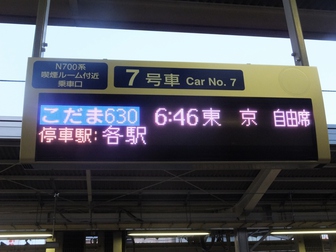 N700系
喫煙ルーム付近
乗車口
7号車 Car No. 7
こだま630 6:46 東京 自由席
停車駅:各駅